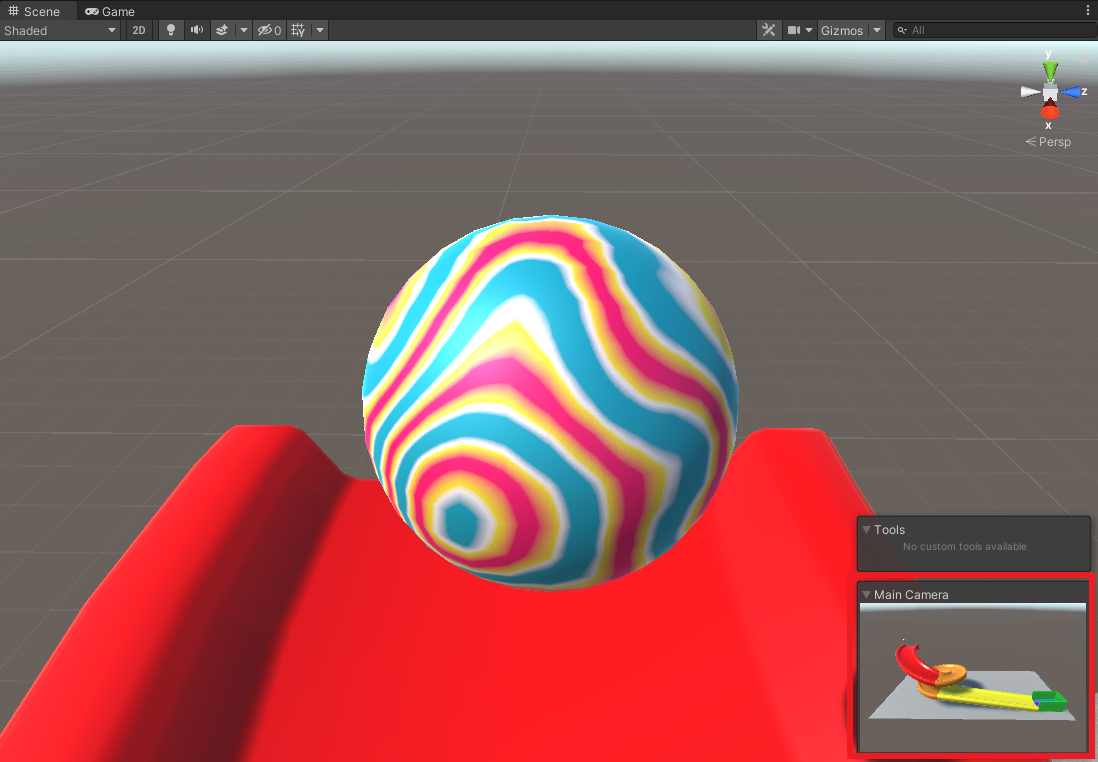 Scene Game
Shaded 2D 0 Gizmos All
y
z
x
Persp
Tools
No custom tools available
Main Camera